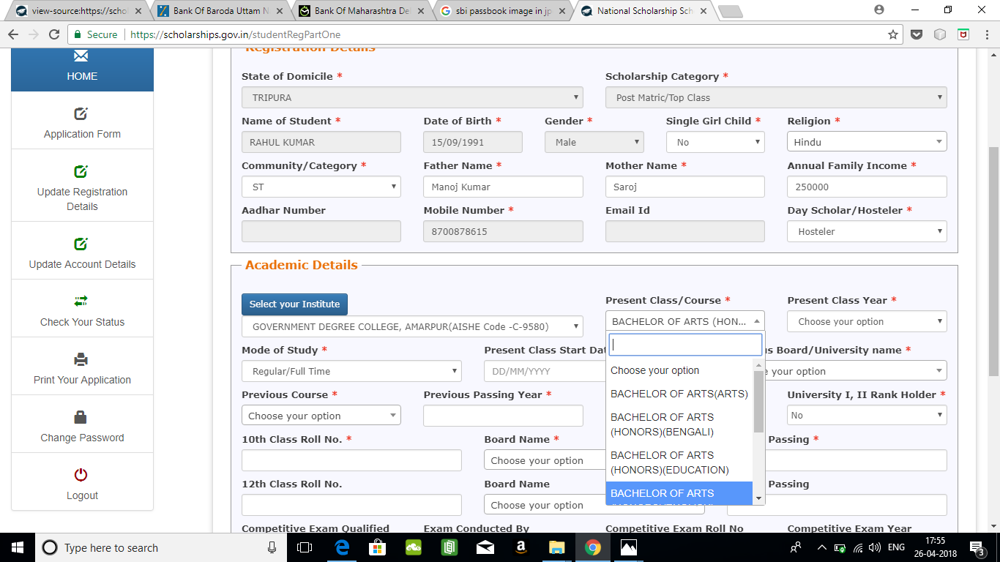 view-source:https://schol
Bank Of Baroda Uttam N
Bank Of Maharashtra De
sbi passbook image in jp
National Scholarship Sch
Secure
https://scholarships.gov.in/studentRegPartOne
HOME
Application Form
Update Registration
Details
Update Account Details
Check Your Status
Print Your Application
Change Password
Logout
Registration Details
State of Domicile *
Scholarship Category *
TRIPURA
Post Matric/Top Class
Name of Student *
Date of Birth *
Gender *
Single Girl Child *
Religion *
RAHUL KUMAR
15/09/1991
Male
No
Hindu
Community/Category *
Father Name *
Mother Name *
Annual Family Income *
ST
Manoj Kumar
Saroj
250000
Aadhar Number
Mobile Number *
Email Id
Day Scholar/Hosteler *
8700878615
Hosteler
Academic Details
Select your Institute
Present Class/Course *
Present Class Year *
GOVERNMENT DEGREE COLLEGE, AMARPUR(AISHE Code -C-9580)
BACHELOR OF ARTS (HON...
Choose your option
Choose your option
BACHELOR OF ARTS(ARTS)
BACHELOR OF ARTS
(HONORS)(BENGALI)
BACHELOR OF ARTS
(HONORS)(EDUCATION)
BACHELOR OF ARTS
Mode of Study *
Present Class Start Da
s Board/University name *
Regular/Full Time
DD/MM/YYYY
e your option
Previous Course *
Previous Passing Year *
University I, II Rank Holder *
Choose your option
No
10th Class Roll No. *
Board Name *
Passing *
Choose your option
12th Class Roll No.
Board Name
Passing
Choose your option
Competitive Exam Qualified
Exam Conducted By
Competitive Exam Roll No
Competitive Exam Year
Type here to search
ENG
17:55
26-04-2018
3